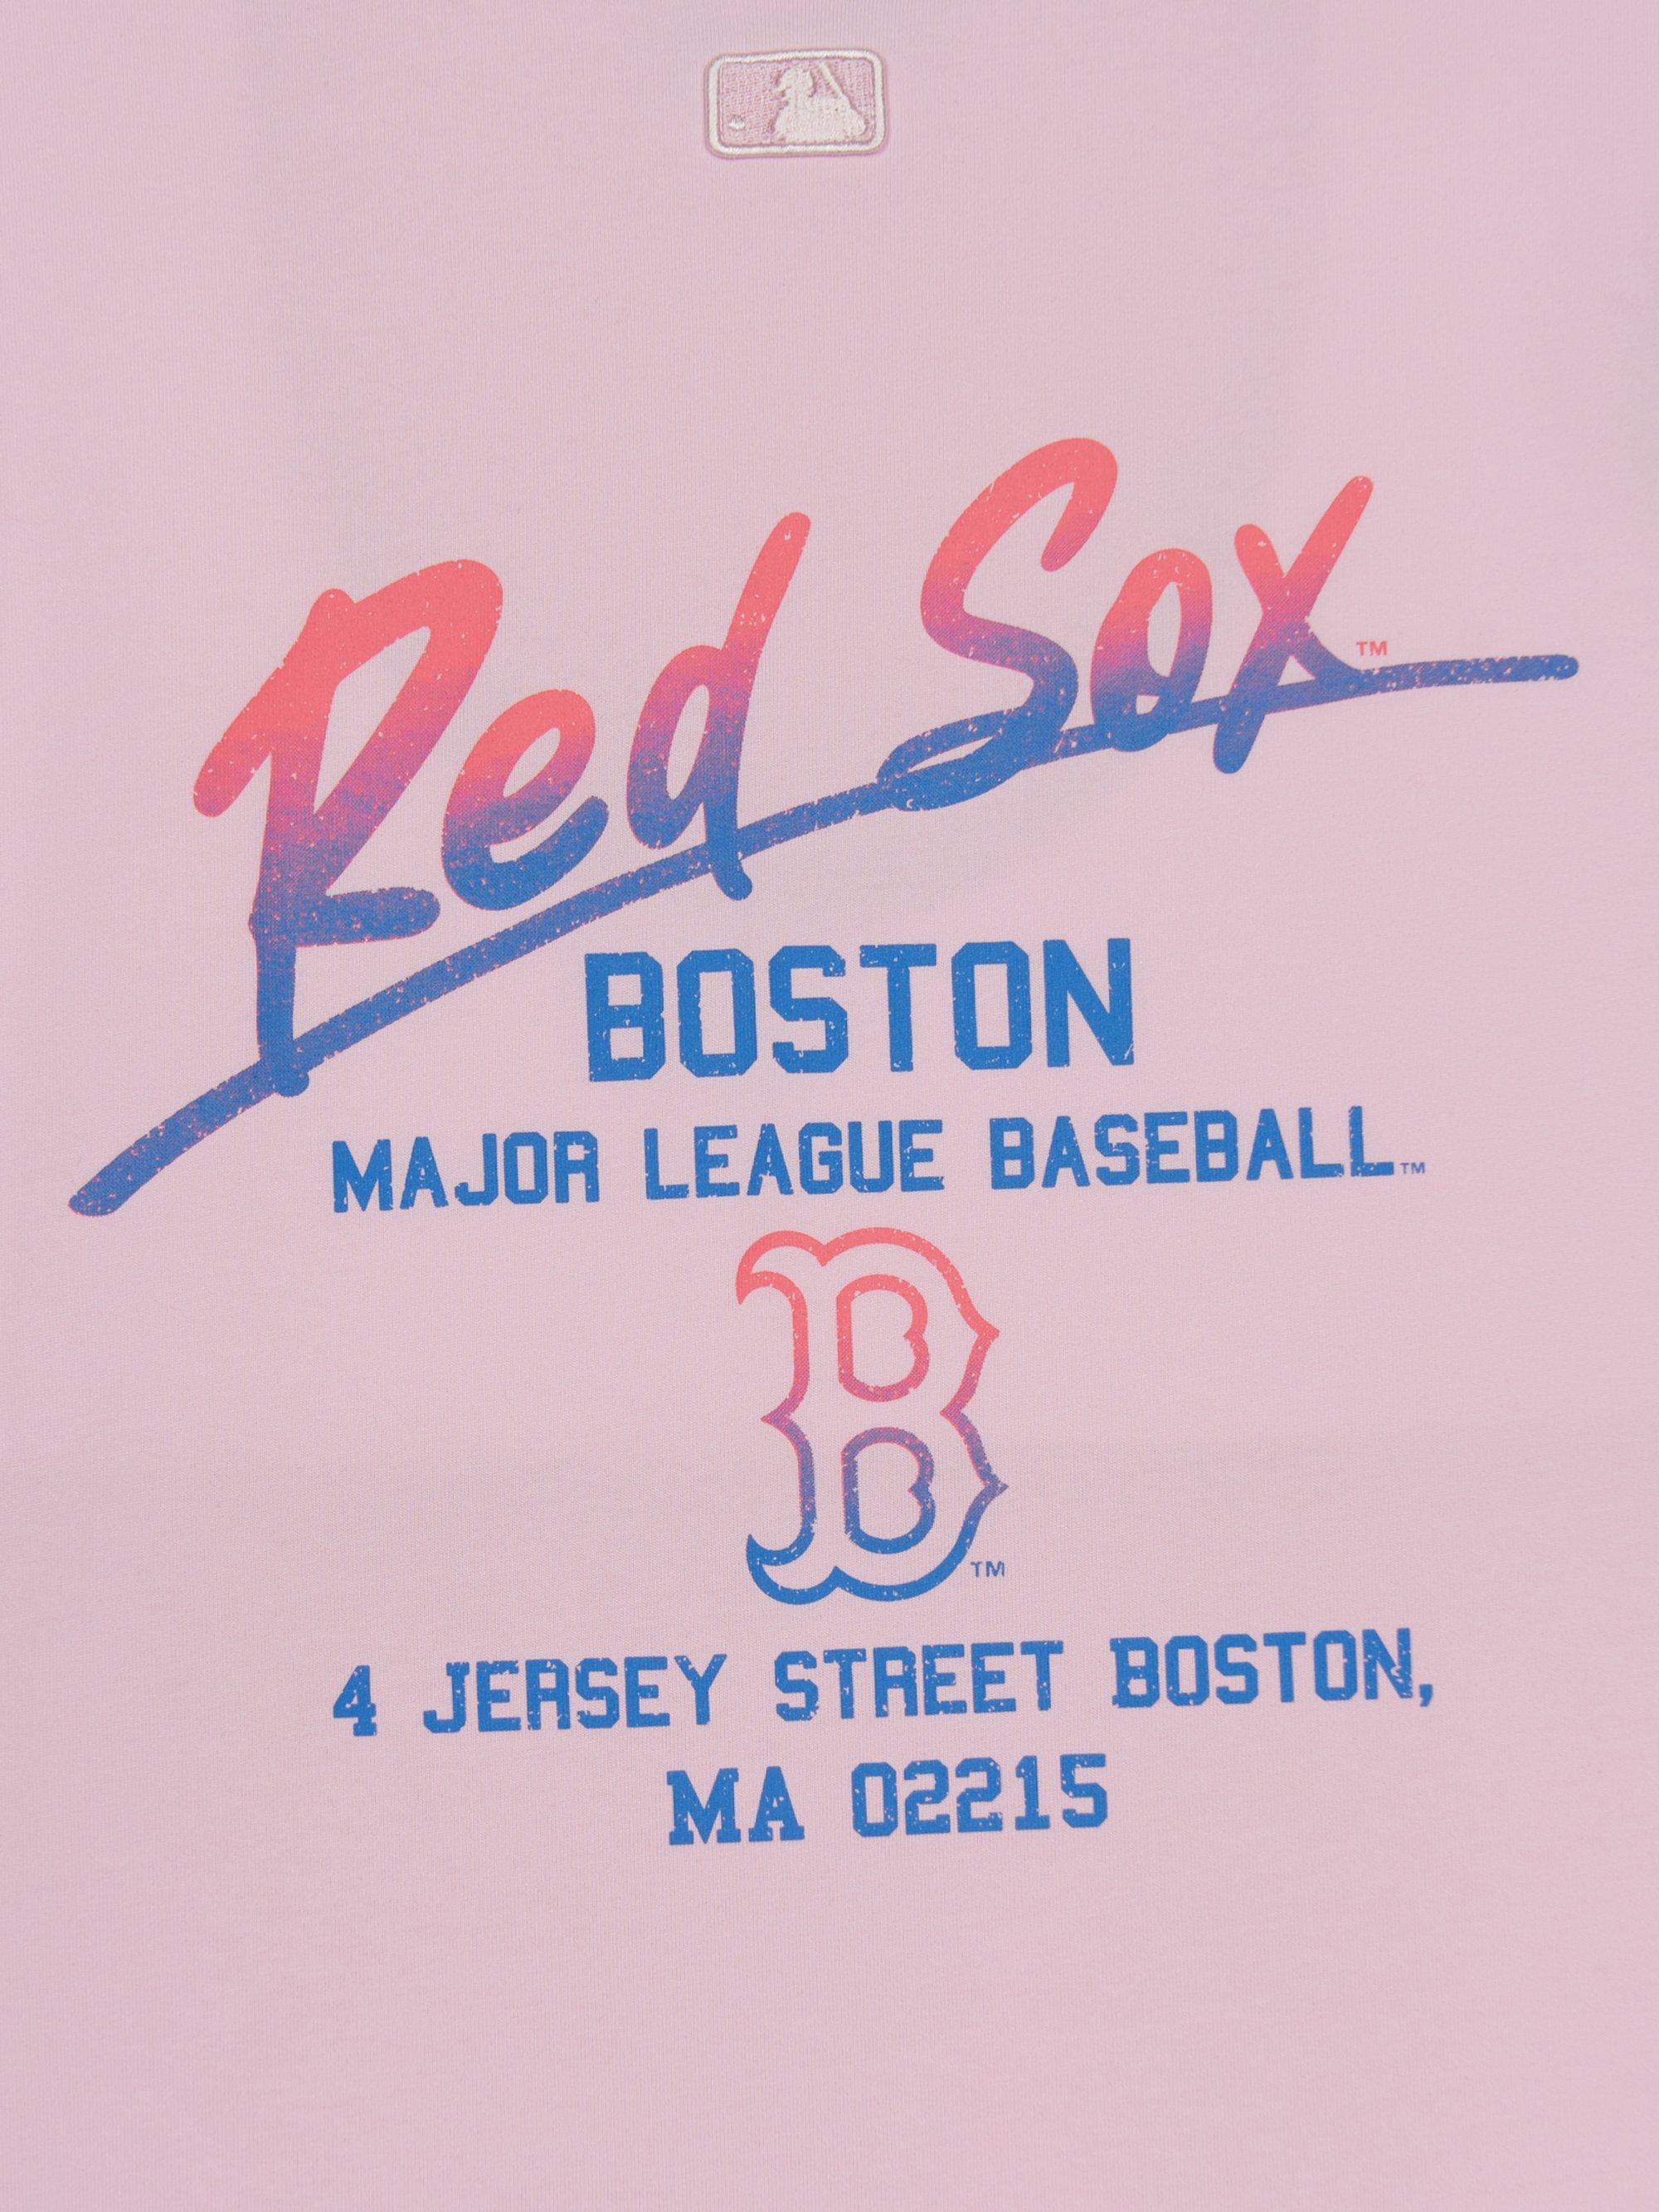 Red Sox™
BOSTON
MAJOR LEAGUE BASEBALL™
B™
4 JERSEY STREET BOSTON,
MA 02215